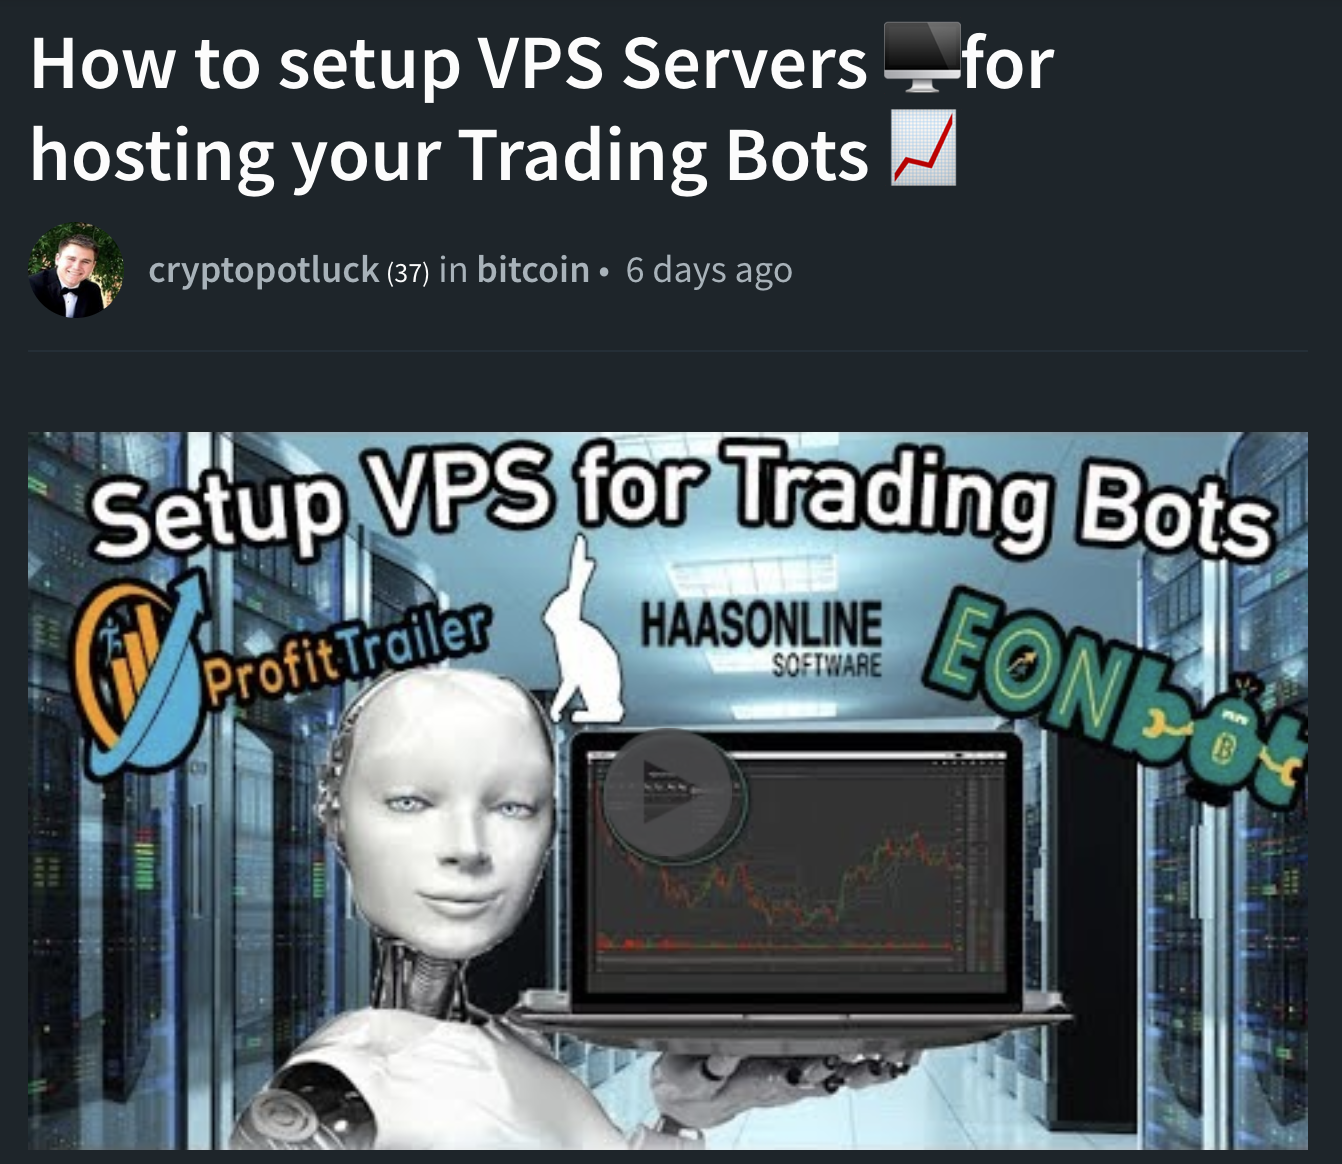 How to setup VPS Servers 🖥️for
hosting your Trading Bots 📈
cryptopotluck (37) in bitcoin • 6 days ago
Setup VPS for Trading Bots
ProfitTrailer
HAASONLINE
SOFTWARE
EONbot